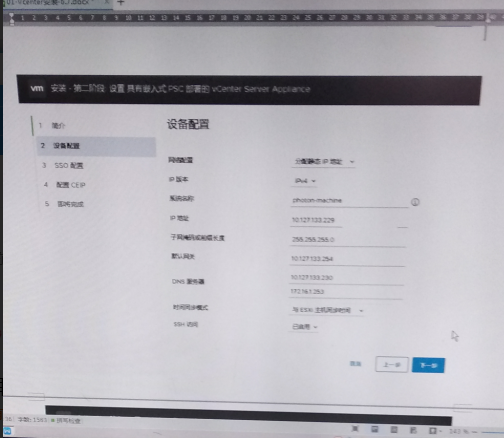 vm 安装 - 第二阶段 设置 具有嵌入式 PSC 部署的 vCenter Server Appliance
1 简介
2 设备配置
3 SSO 配置
4 配置 CEIP
5 即将完成
设备配置
网络配置 分配静态 IP 地址
IP 版本 IPv4
系统名称 photon-machine
IP 地址 10.127.133.229
子网掩码或前缀长度 255.255.255.0
默认网关 10.127.133.254
DNS 服务器 10.127.133.230
172.16.1.253
时间同步模式 与 ESXi 主机同步时间
SSH 访问 已启用
取消 上一步 下一步